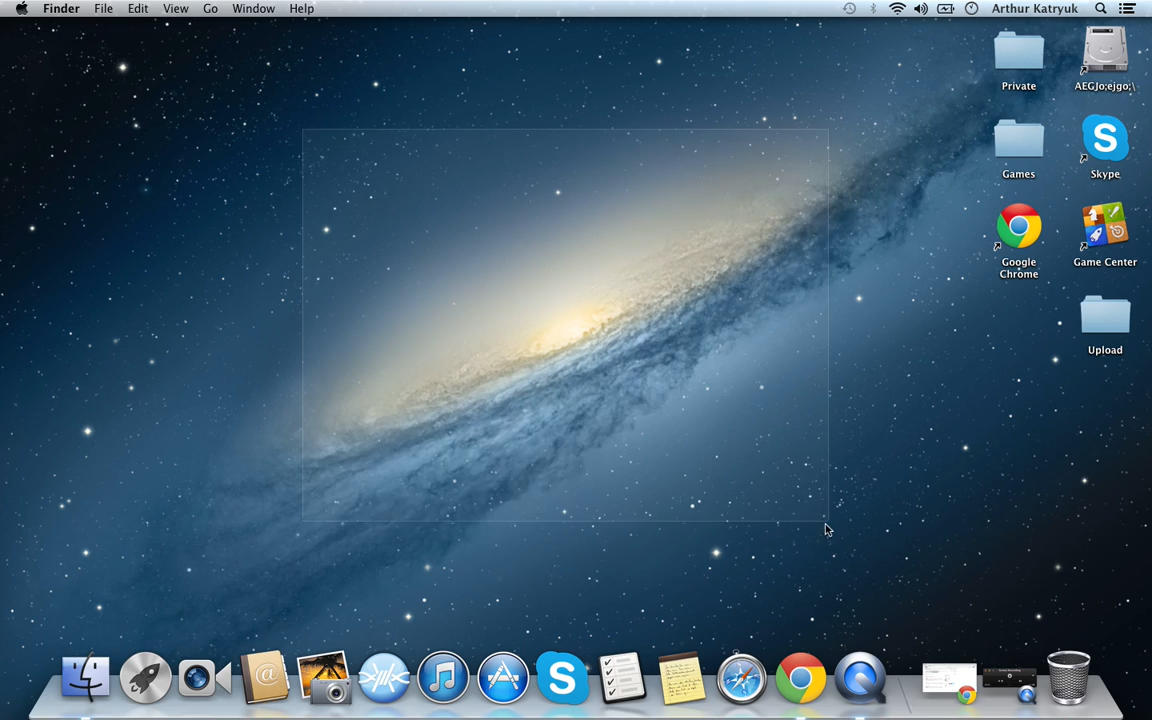 Finder File Edit View Go Window Help Arthur Katryuk
Private
AEGJo;ejgo;\
Games
Skype
Google
Chrome
Game Center
Upload